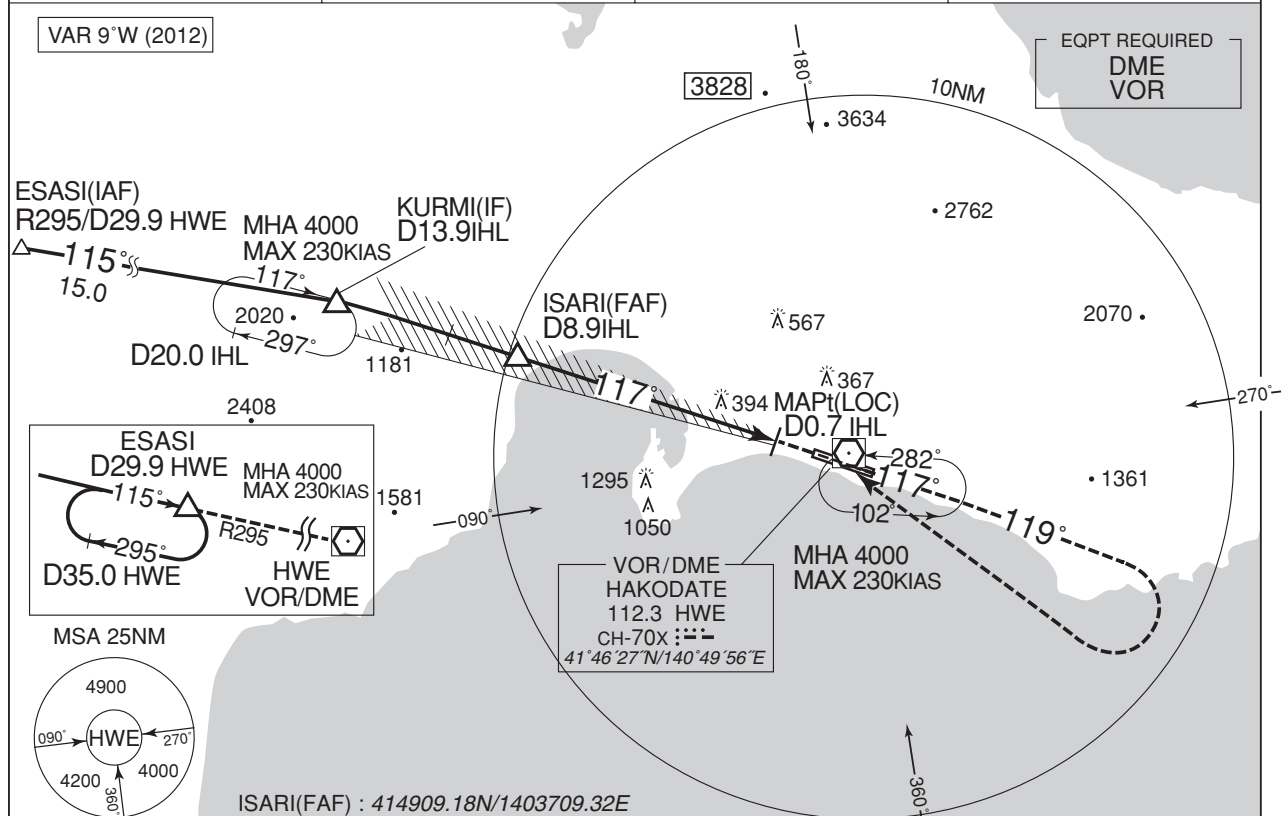 VAR 9°W (2012)
EQPT REQUIRED
DME
VOR
180°
3828
10NM
3634
2762
ESASI(IAF)
R295/D29.9 HWE
115°
15.0
MHA 4000
MAX 230KIAS
117°
KURMI(IF)
D13.9IHL
2020
297°
D20.0 IHL
1181
ISARI(FAF)
D8.9IHL
567
2070
117°
367
394
MAPt(LOC)
D0.7 IHL
270°
2408
ESASI
D29.9 HWE
MHA 4000
MAX 230KIAS
115°
R295
295°
D35.0 HWE
HWE
VOR/DME
1581
090°
1295
1050
282°
117°
102°
119°
1361
MHA 4000
MAX 230KIAS
VOR/DME
HAKODATE
112.3 HWE
CH-70X
41°46´27˝N/140°49´56˝E
MSA 25NM
4900
090°
HWE
270°
4200
4000
360°
360°
ISARI(FAF) : 414909.18N/1403709.32E